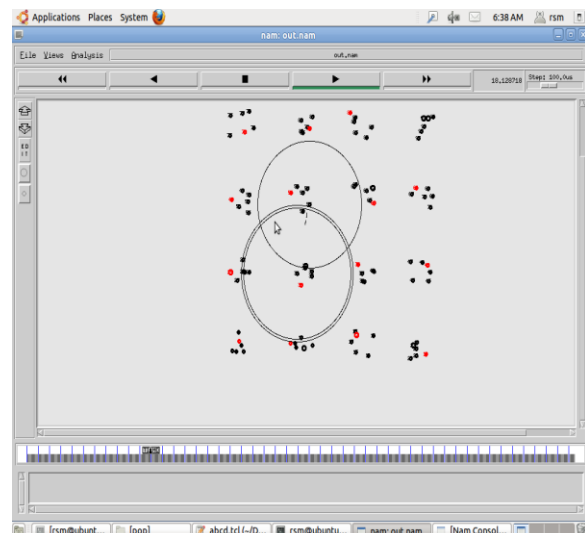 Applications Places System 6:38 AM rsm
nam: out.nam
File Views Analysis out.nam
18.128718 Step: 100.0us
[rsm@ubunt... [pop] abcd.tcl (~/D... rsm@ubuntu... nam: out.nam [Nam Consol...